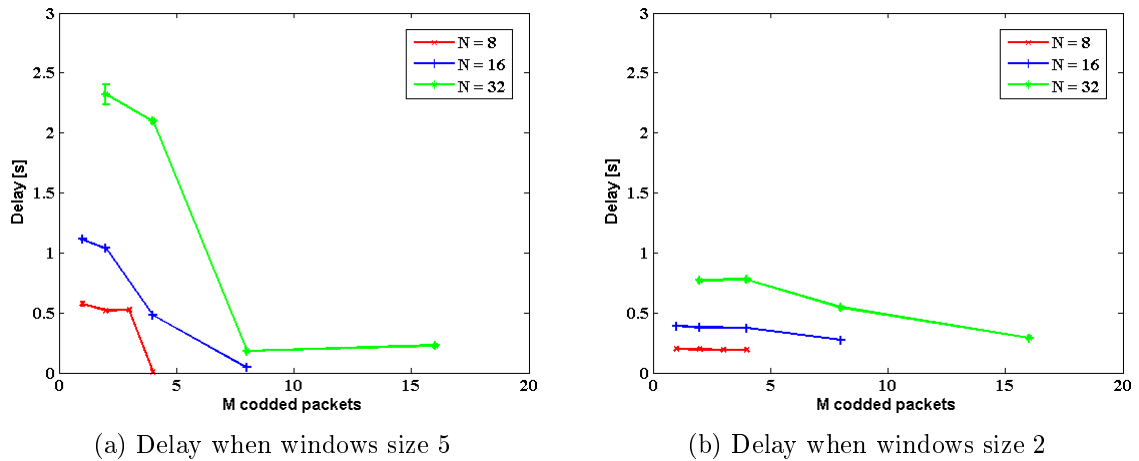 3
2.5
2
1.5
1
0.5
0
0
5
10
15
20
Delay [s]
M codded packets
N = 8
N = 16
N = 32
(a) Delay when windows size 5
3
2.5
2
1.5
1
0.5
0
0
5
10
15
20
Delay [s]
M codded packets
N = 8
N = 16
N = 32
(b) Delay when windows size 2